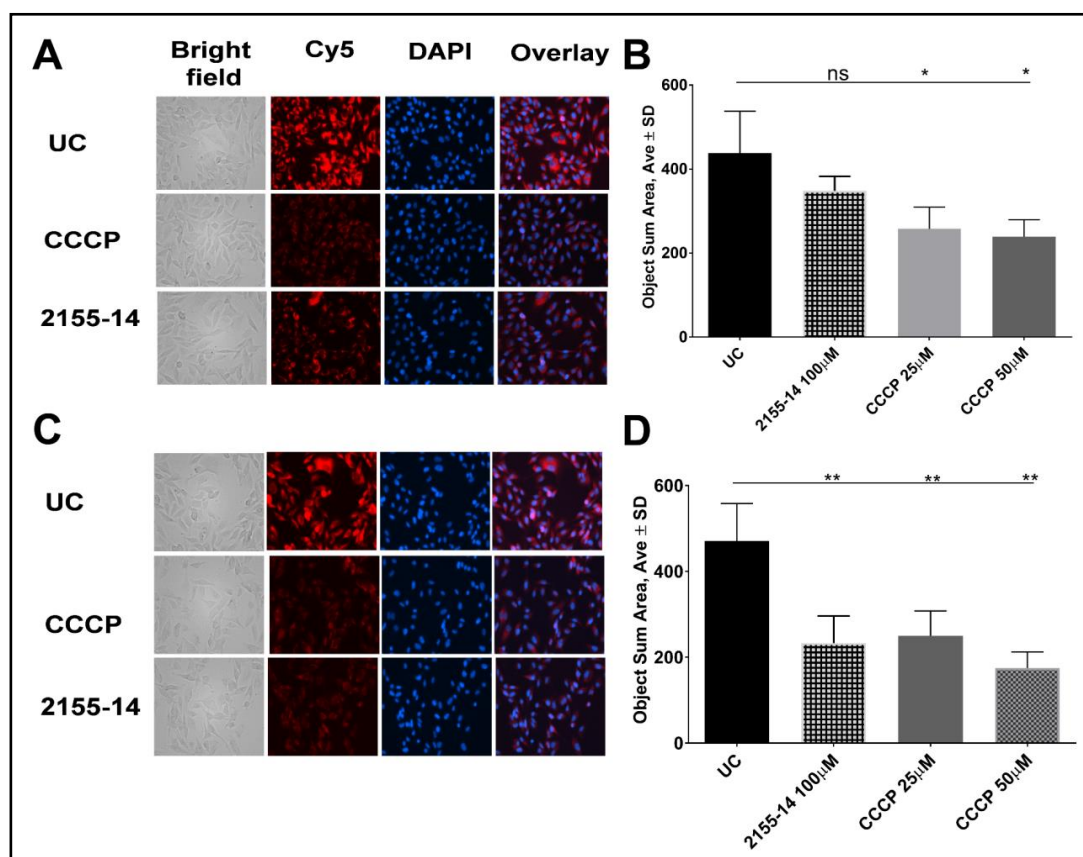 A
Bright field
Cy5
DAPI
Overlay
UC
CCCP
2155-14
B
ns
*
*
600
400
200
0
Object Sum Area, Ave ± SD
UC
2155-14 100μM
CCCP 25μM
CCCP 50μM
C
UC
CCCP
2155-14
D
**
**
**
600
400
200
0
Object Sum Area, Ave ± SD
UC
2155-14 100μM
CCCP 25μM
CCCP 50μM